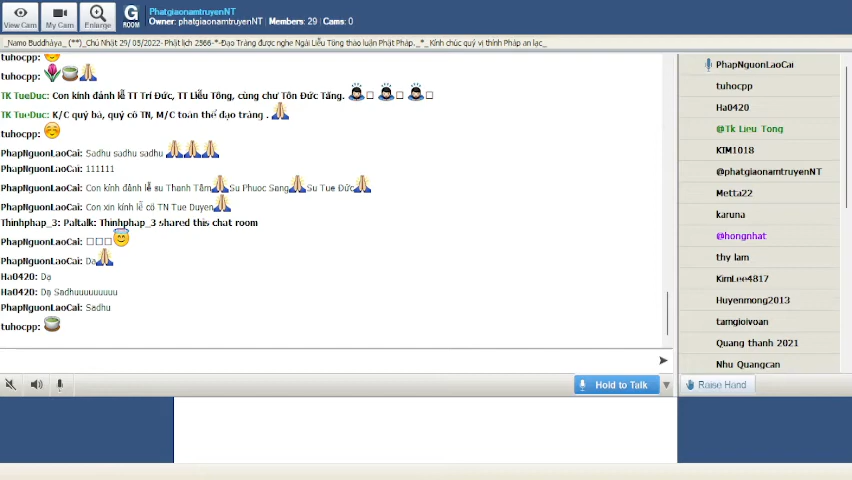 View Cam
My Cam
Enlarge
G
ROOM
PhatgiaonamtruyenNT
Owner: phatgiaonamtruyenNT | Members: 29 | Cams: 0
_Namo Buddhàya_ (**)_Chủ Nhật 29/ 05/2022- Phật lịch 2566-*-Đạo Tràng được nghe Ngài Liễu Tông thảo luận Phật Pháp._*_ Kính chúc quý vị thính Pháp an lạc_
tuhocpp:
tuhocpp:
TK TueDuc: Con kính đảnh lễ TT Trí Đức, TT Liễu Tông, cùng chư Tôn Đức Tăng.
TK TueDuc: K/C quý bà, quý cô TN, M/C toàn thể đạo tràng .
tuhocpp:
PhapNguonLaoCai: Sadhu sadhu sadhu
PhapNguonLaoCai: 111111
PhapNguonLaoCai: Con kính đảnh lễ su Thanh Tâm Su Phuoc Sang Su Tue Đức
PhapNguonLaoCai: Con xin kính lễ cô TN Tue Duyen
Thinhphap_3: Paltalk: Thinhphap_3 shared this chat room
PhapNguonLaoCai:
PhapNguonLaoCai: Dạ
Ha0420: Dạ
Ha0420: Dạ Sadhuuuuuuuuu
PhapNguonLaoCai: Sadhu
tuhocpp:
Hold to Talk
PhapNguonLaoCai
tuhocpp
Ha0420
@Tk Lieu Tong
KIM1018
@phatgiaonamtruyenNT
Metta22
karuna
@hongnhat
thy lam
KimLee4817
Huyenmong2013
tamgioivoan
Quang thanh 2021
Nhu Quangcan
Raise Hand